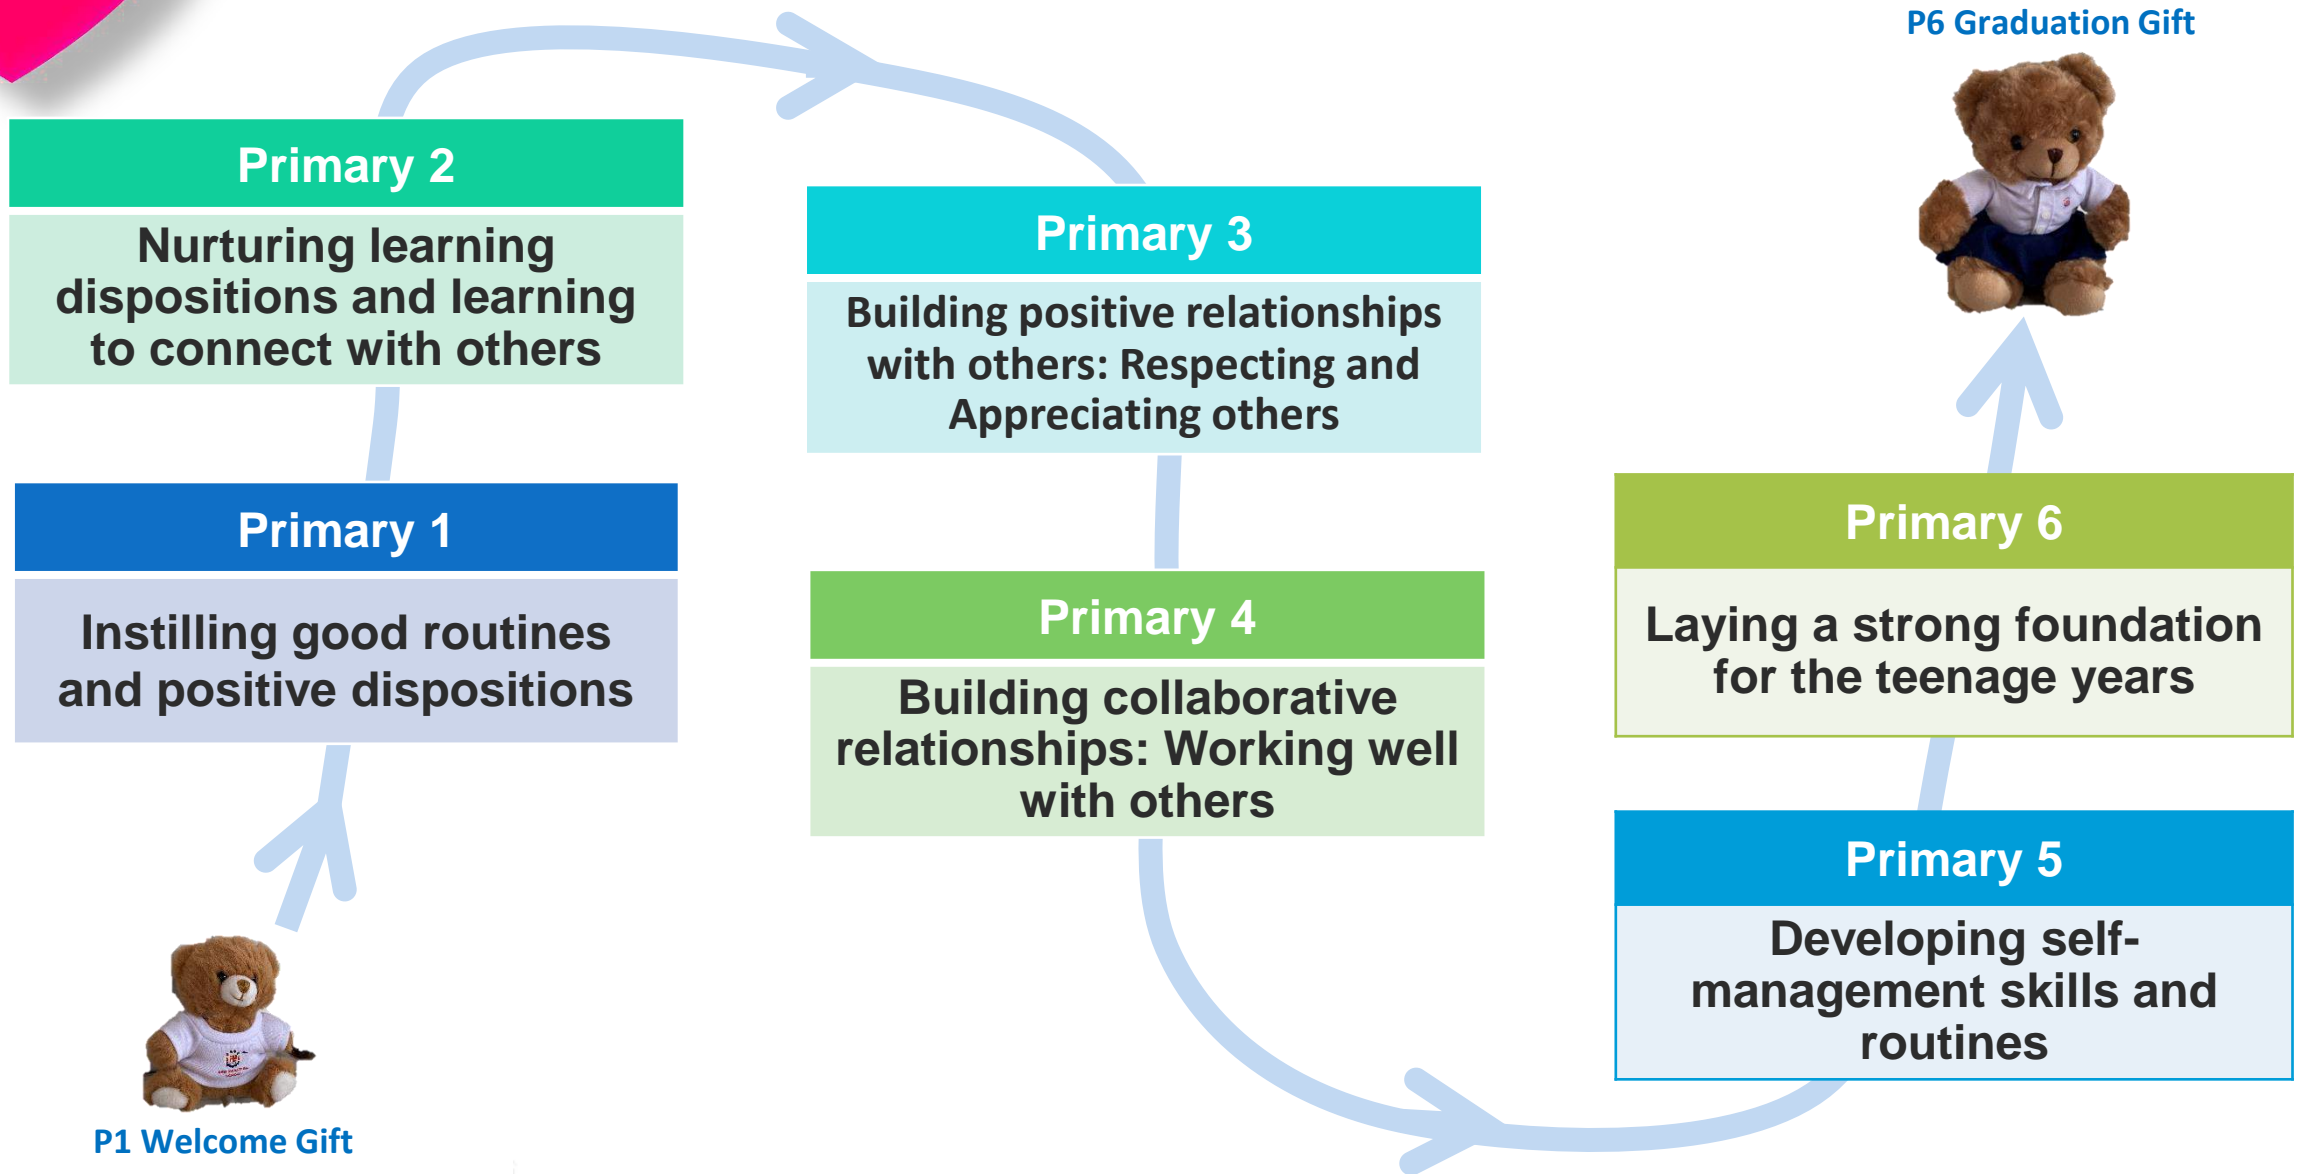 P6 Graduation Gift
Primary 2
Nurturing learning
dispositions and learning
to connect with others
Primary 3
Building positive relationships
with others: Respecting and
Appreciating others
Primary 1
Instilling good routines
and positive dispositions
Primary 4
Building collaborative
relationships: Working well
with others
Primary 6
Laying a strong foundation
for the teenage years
Primary 5
Developing self-
management skills and
routines
P1 Welcome Gift